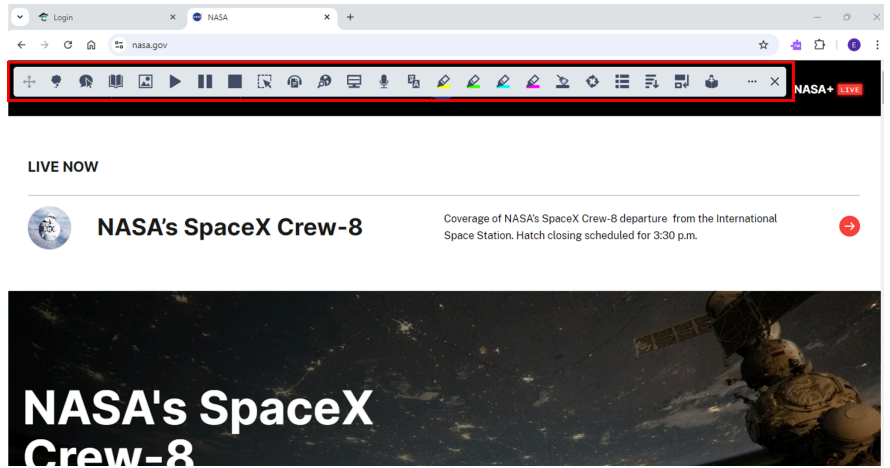 Login
NASA
nasa.gov
E
NASA+ LIVE
LIVE NOW
NASA's SpaceX Crew-8
Coverage of NASA's SpaceX Crew-8 departure from the International
Space Station. Hatch closing scheduled for 3:30 p.m.
NASA's SpaceX
Crew-8